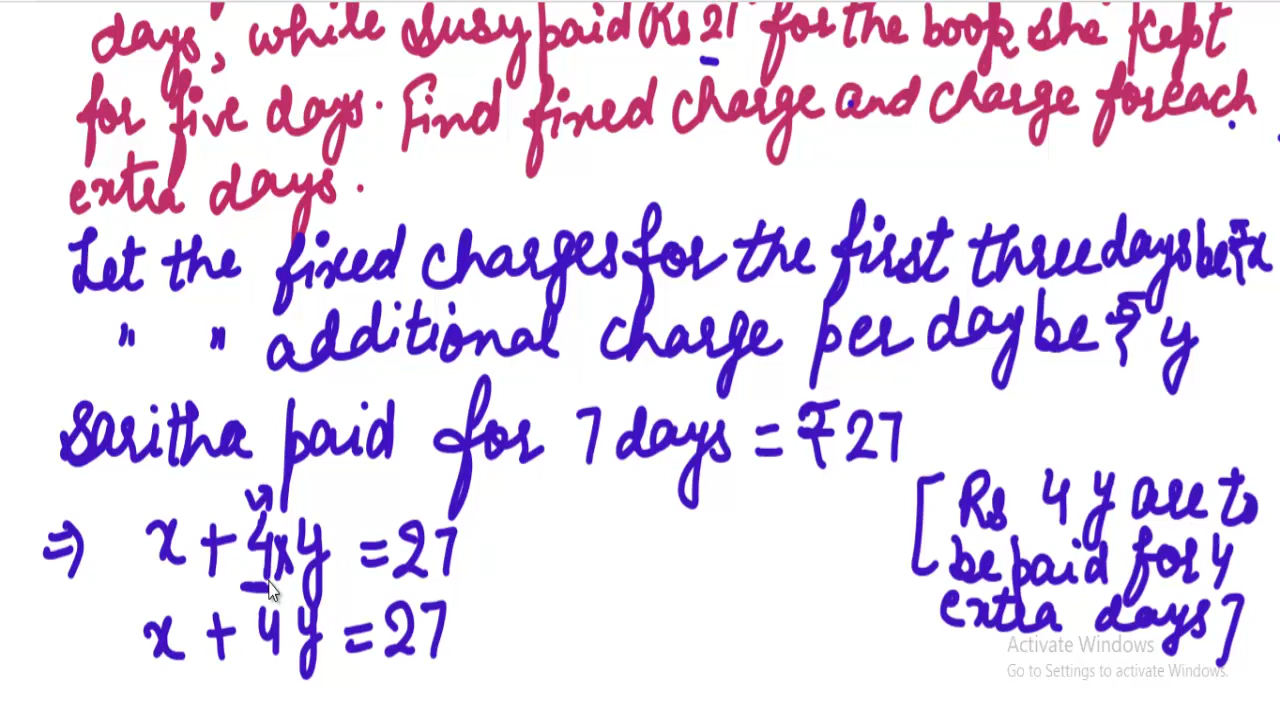 days, while Susy paid Rs 21 for the book she kept
for five days. Find fixed charge and charge for each
extra days.
Let the fixed charges for the first three days be ₹x
" " additional charge per day be ₹ y
Saritha paid for 7 days = ₹ 27
⇒ x + 4xy = 27
[Rs 4 y are to
be paid for 4
extra days]
x + 4y = 27
Activate Windows
Go to Settings to activate Windows.